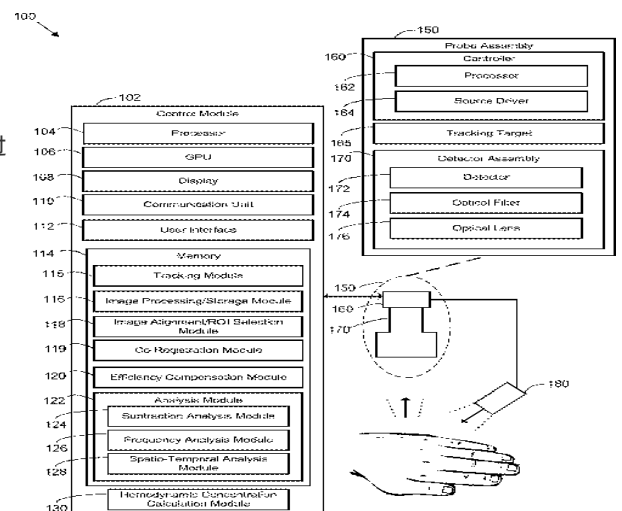 100
102
Control Module
104
Processor
106
GPU
108
Display
110
Communication Unit
112
User Interface
114
Memory
115
Tracking Module
116
Image Processing/Storage Module
118
Image Alignment/ROI Selection
Module
119
Co-Registration Module
120
Efficiency Compensation Module
122
Analysis Module
124
Subtraction Analysis Module
126
Frequency Analysis Module
128
Spatio-Temporal Analysis
Module
130
Hemodynamic Concentration
Calculation Module
150
Probe Assembly
160
Controller
162
Processor
164
Source Driver
165
Tracking Target
170
Detector Assembly
172
Detector
174
Optical Filter
176
Optical Lens
150
160
170
180